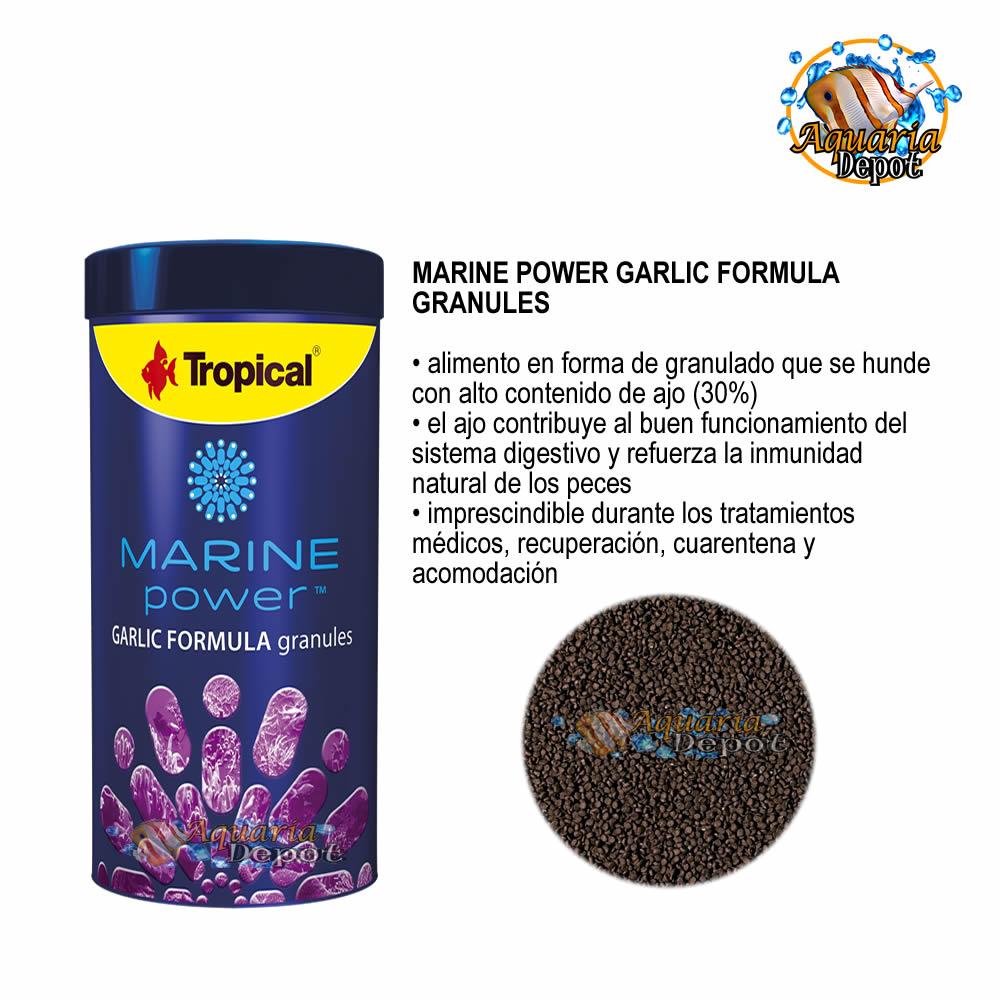 Aquaria
Depot
Tropical®
MARINE
power™
GARLIC FORMULA granules
Aquaria
Depot
MARINE POWER GARLIC FORMULA
GRANULES
• alimento en forma de granulado que se hunde
con alto contenido de ajo (30%)
• el ajo contribuye al buen funcionamiento del
sistema digestivo y refuerza la inmunidad
natural de los peces
• imprescindible durante los tratamientos
médicos, recuperación, cuarentena y
acomodación
Aquaria
Depot